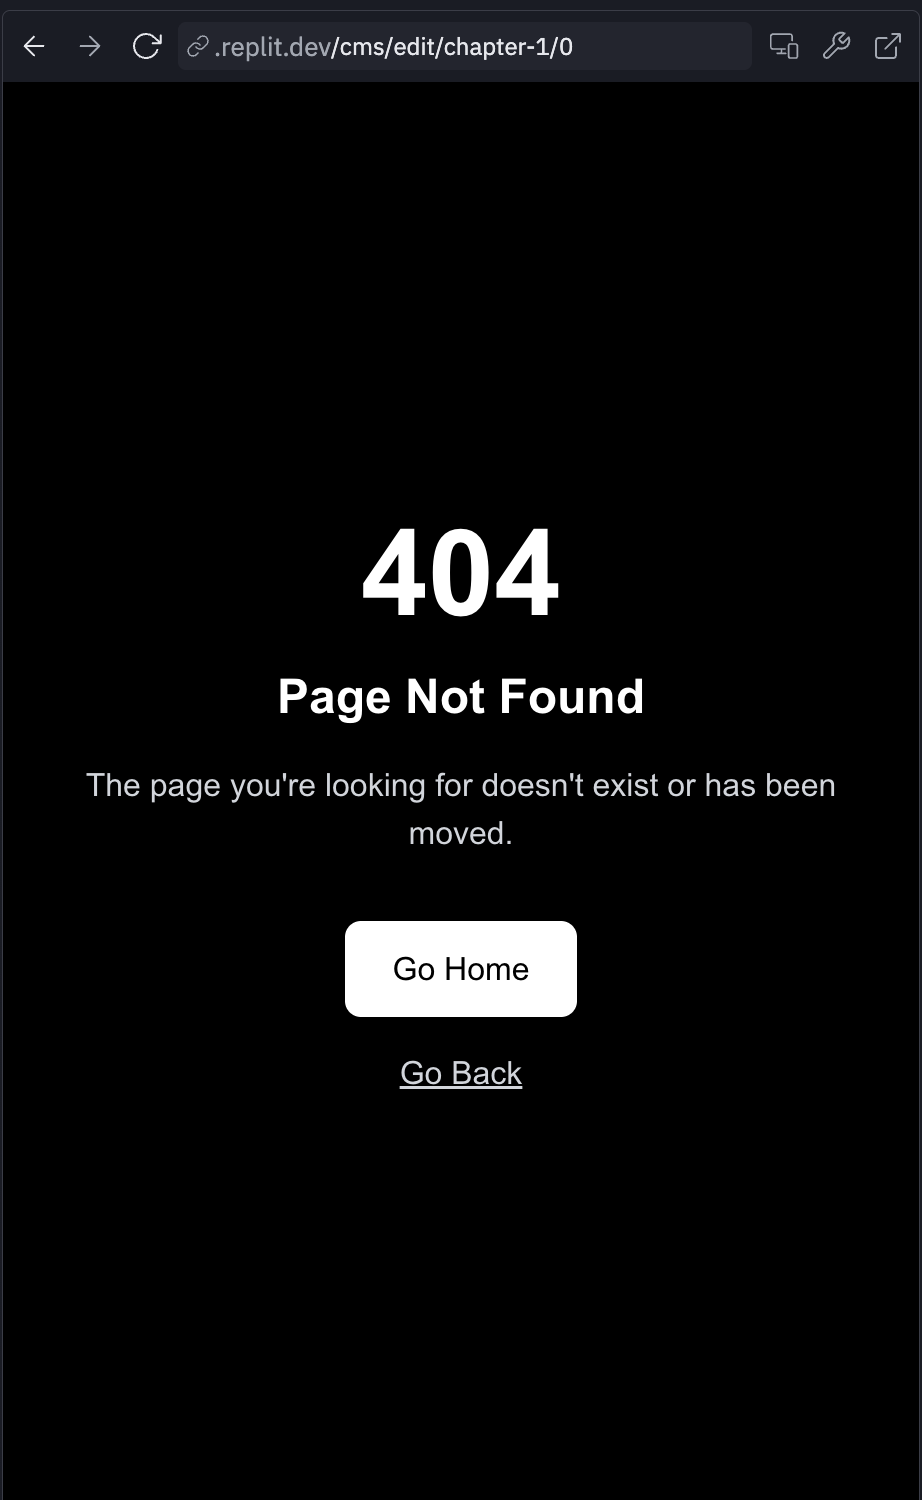 .replit.dev/cms/edit/chapter-1/0
404
Page Not Found
The page you're looking for doesn't exist or has been
moved.
Go Home
Go Back